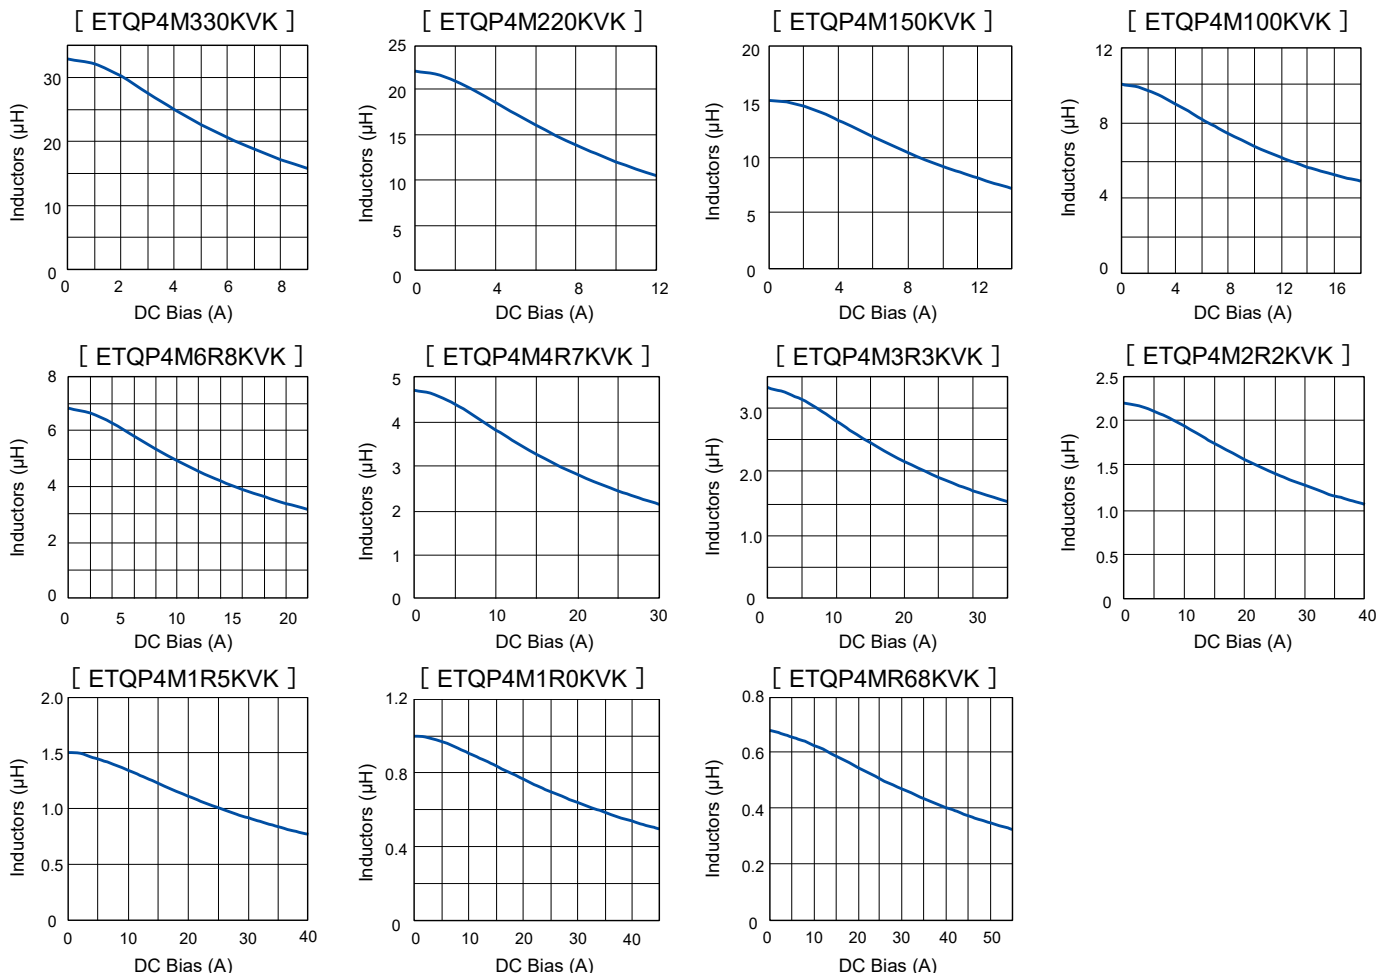 [ ETQP4M330KVK ]
Inductors (µH)
30
20
10
0
0 2 4 6 8
DC Bias (A)
[ ETQP4M220KVK ]
Inductors (µH)
25
20
15
10
5
0
0 4 8 12
DC Bias (A)
[ ETQP4M150KVK ]
Inductors (µH)
20
15
10
5
0
0 4 8 12
DC Bias (A)
[ ETQP4M100KVK ]
Inductors (µH)
12
8
4
0
0 4 8 12 16
DC Bias (A)
[ ETQP4M6R8KVK ]
Inductors (µH)
8
6
4
2
0
0 5 10 15 20
DC Bias (A)
[ ETQP4M4R7KVK ]
Inductors (µH)
5
4
3
2
1
0
0 10 20 30
DC Bias (A)
[ ETQP4M3R3KVK ]
Inductors (µH)
3.0
2.0
1.0
0
0 10 20 30
DC Bias (A)
[ ETQP4M2R2KVK ]
Inductors (µH)
2.5
2.0
1.5
1.0
0.5
0
0 10 20 30 40
DC Bias (A)
[ ETQP4M1R5KVK ]
Inductors (µH)
2.0
1.5
1.0
0.5
0
0 10 20 30 40
DC Bias (A)
[ ETQP4M1R0KVK ]
Inductors (µH)
1.2
0.8
0.4
0
0 10 20 30 40
DC Bias (A)
[ ETQP4MR68KVK ]
Inductors (µH)
0.8
0.6
0.4
0.2
0
0 10 20 30 40 50
DC Bias (A)